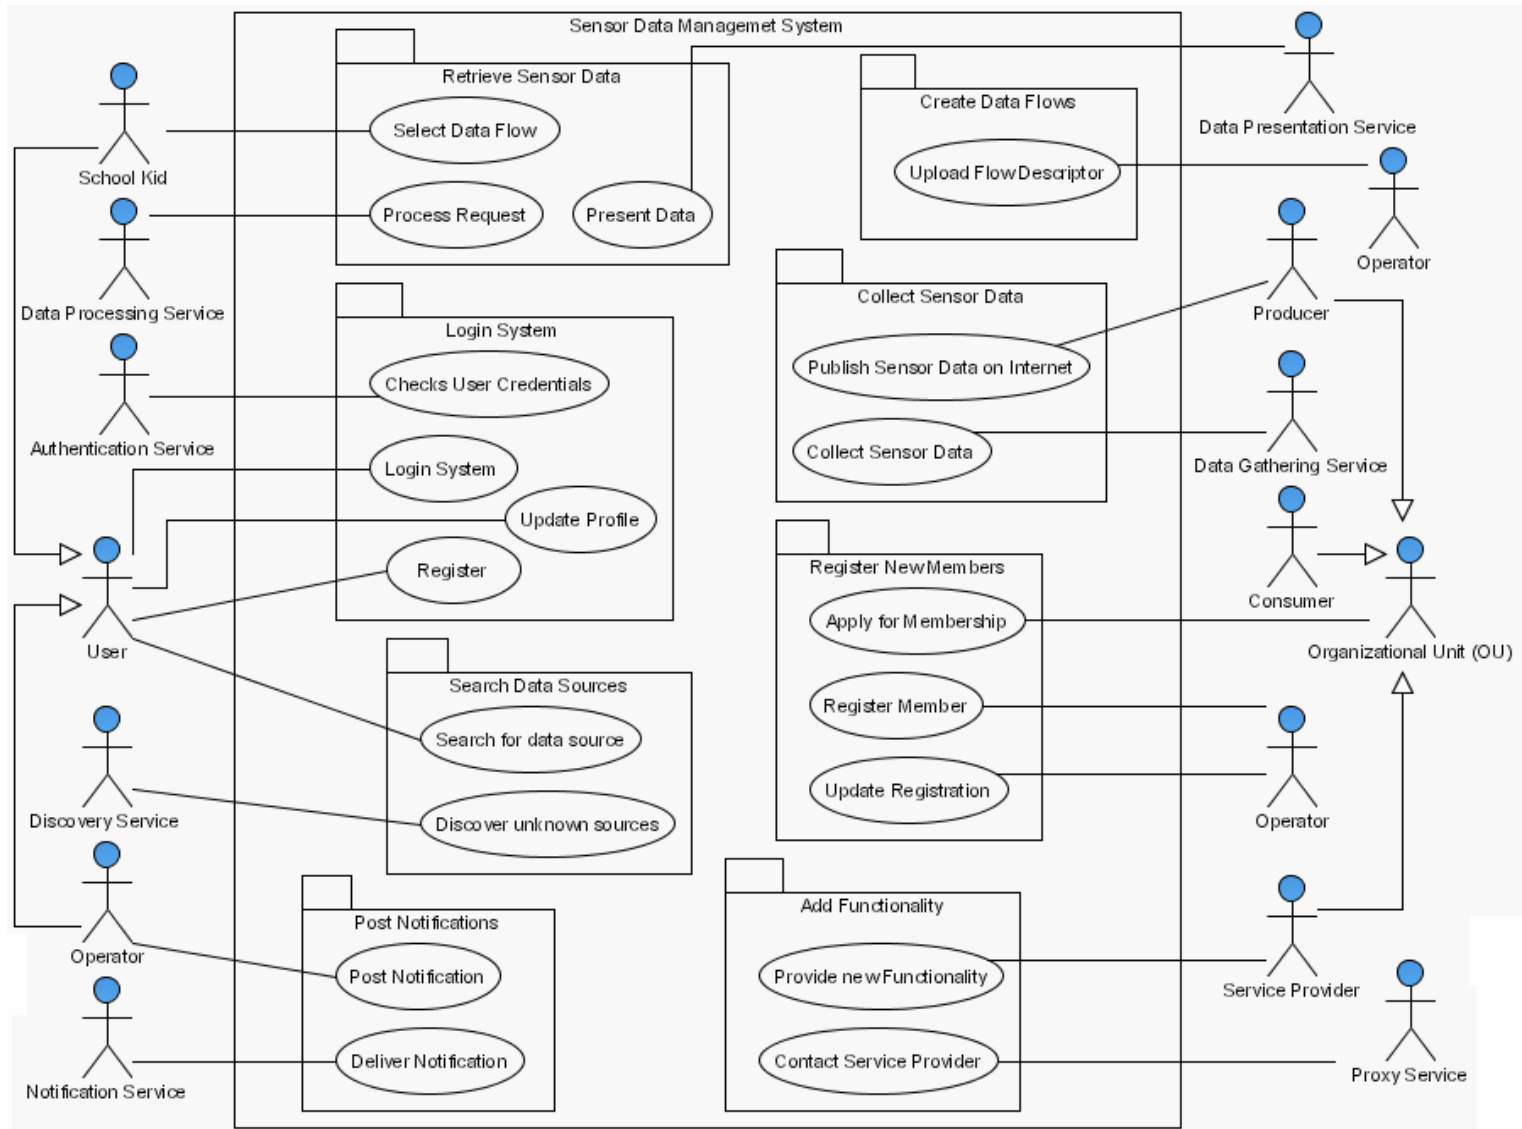 Sensor Data Managemet System
School Kid
Data Processing Service
Authentication Service
User
Discovery Service
Operator
Notification Service
Retrieve Sensor Data
Select Data Flow
Process Request
Present Data
Login System
Checks User Credentials
Login System
Update Profile
Register
Search Data Sources
Search for data source
Discover unknown sources
Post Notifications
Post Notification
Deliver Notification
Create Data Flows
Upload Flow Descriptor
Collect Sensor Data
Publish Sensor Data on Internet
Collect Sensor Data
Register New Members
Apply for Membership
Register Member
Update Registration
Add Functionality
Provide new Functionality
Contact Service Provider
Data Presentation Service
Operator
Producer
Data Gathering Service
Consumer
Organizational Unit (OU)
Operator
Service Provider
Proxy Service